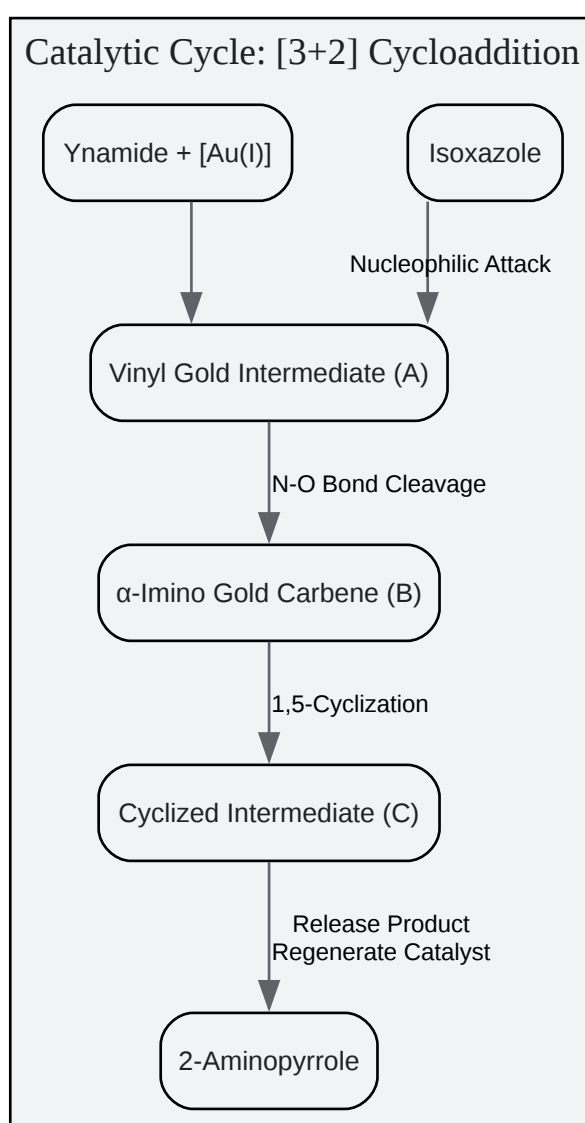 Catalytic Cycle: [3+2] Cycloaddition
Ynamide + [Au(I)]
Isoxazole
Nucleophilic Attack
Vinyl Gold Intermediate (A)
N-O Bond Cleavage
α-Imino Gold Carbene (B)
1,5-Cyclization
Cyclized Intermediate (C)
Release Product
Regenerate Catalyst
2-Aminopyrrole